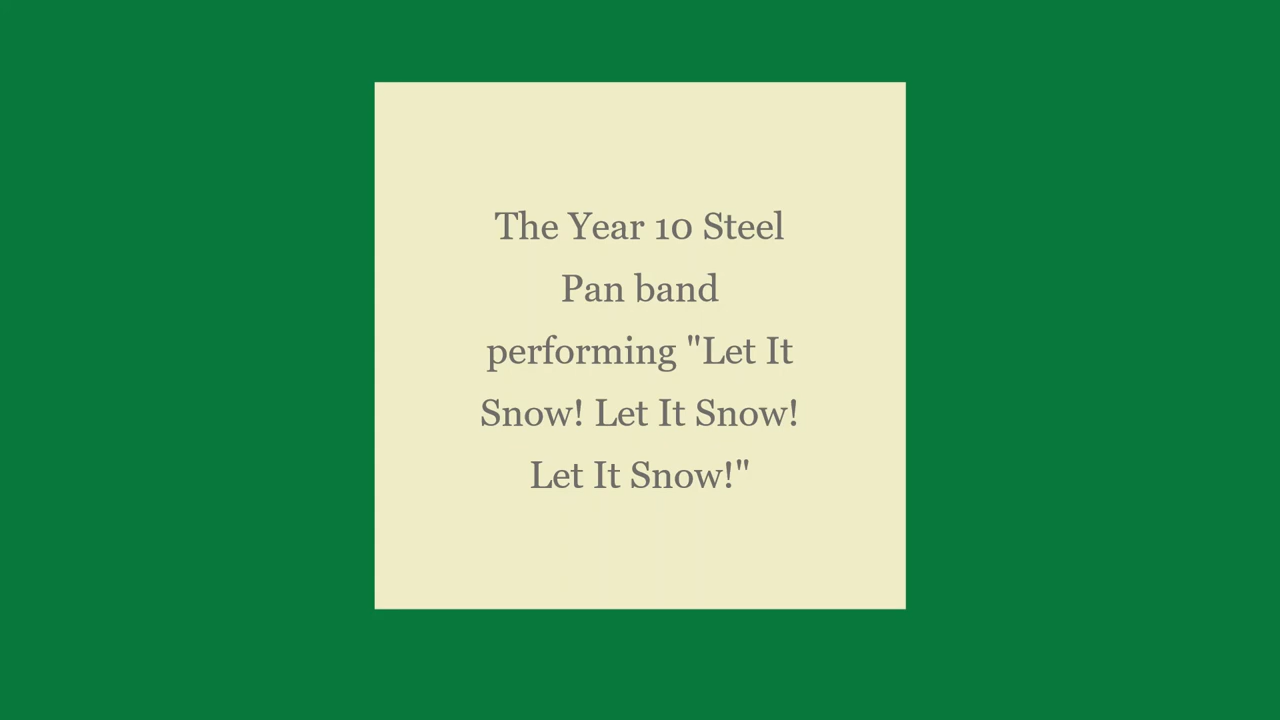 The Year 10 Steel
Pan band
performing "Let It
Snow! Let It Snow!
Let It Snow!"